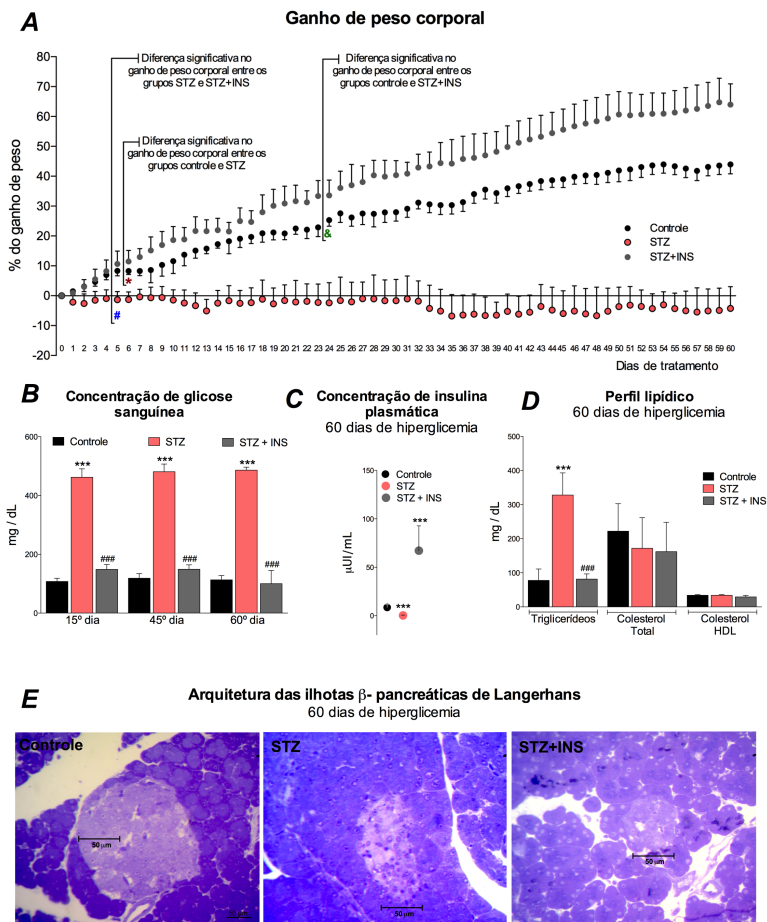 A
Ganho de peso corporal
Diferença significativa no
ganho de peso corporal entre os
grupos STZ e STZ+INS
Diferença significativa no
ganho de peso corporal entre os
grupos controle e STZ+INS
Diferença significativa no
ganho de peso corporal entre os
grupos controle e STZ
% do ganho de peso
80
70
60
50
40
30
20
10
0
-10
-20
&
*
#
Controle
STZ
STZ+INS
0 1 2 3 4 5 6 7 8 9 10 11 12 13 14 15 16 17 18 19 20 21 22 23 24 25 26 27 28 29 30 31 32 33 34 35 36 37 38 39 40 41 42 43 44 45 46 47 48 49 50 51 52 53 54 55 56 57 58 59 60
Dias de tratamento
B
Concentração de glicose
sanguínea
Controle STZ STZ + INS
mg / dL
600
400
200
0
*** *** ***
### ### ###
15º dia 45º dia 60º dia
C
Concentração de insulina
plasmática
60 dias de hiperglicemia
Controle
STZ
STZ + INS
µUI/mL
150
100
50
0
***
***
D
Perfil lipídico
60 dias de hiperglicemia
Controle
STZ
STZ + INS
mg / dL
500
400
300
200
100
0
***
###
Triglicerídeos Colesterol Colesterol
Total HDL
E
Arquitetura das ilhotas β- pancreáticas de Langerhans
60 dias de hiperglicemia
Controle STZ STZ+INS
50 µm
50 µm
50 µm